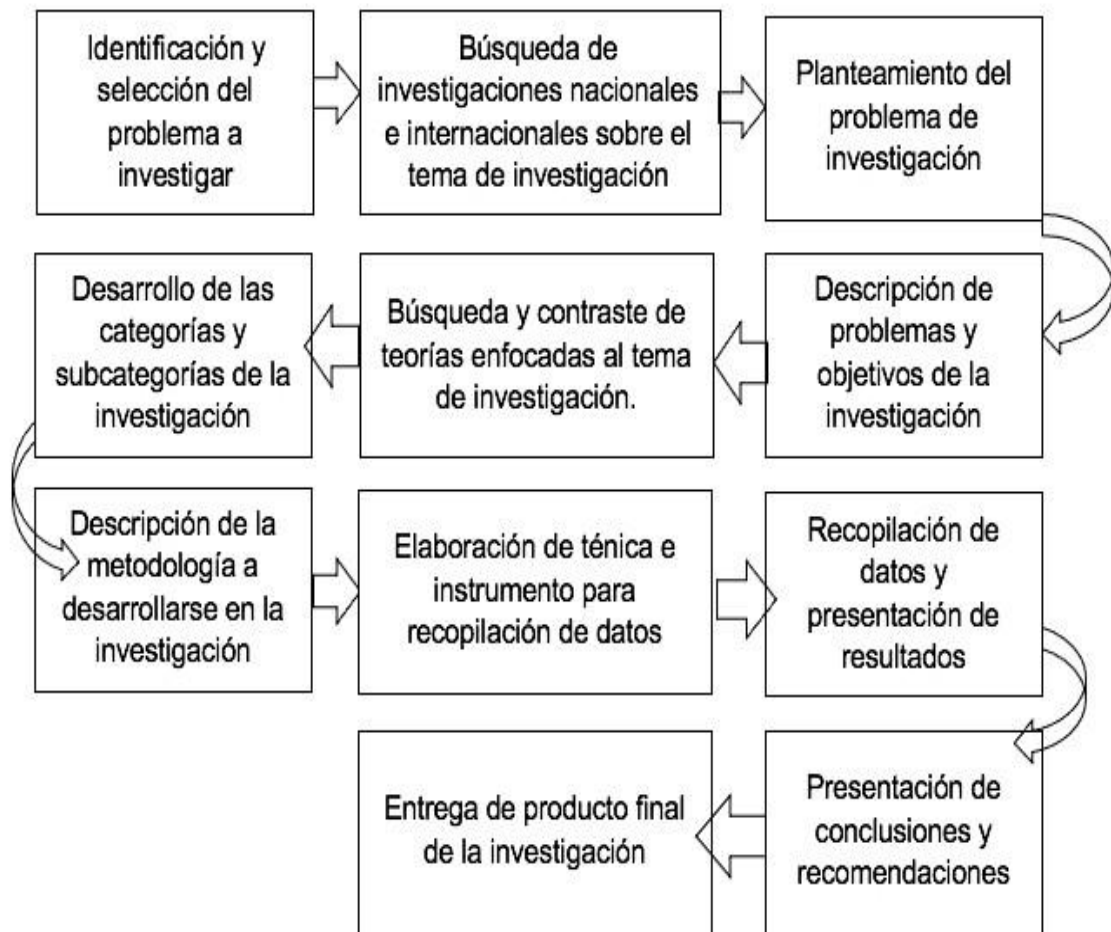 Identificación y
selección del
problema a
investigar
Búsqueda de
investigaciones nacionales
e internacionales sobre el
tema de investigación
Planteamiento del
problema de
investigación
Descripción de
problemas y
objetivos de la
investigación
Búsqueda y contraste de
teorías enfocadas al tema
de investigación.
Desarrollo de las
categorías y
subcategorías de la
investigación
Descripción de la
metodología a
desarrollarse en la
investigación
Elaboración de ténica e
instrumento para
recopilación de datos
Recopilación de
datos y
presentación de
resultados
Presentación de
conclusiones y
recomendaciones
Entrega de producto final
de la investigación